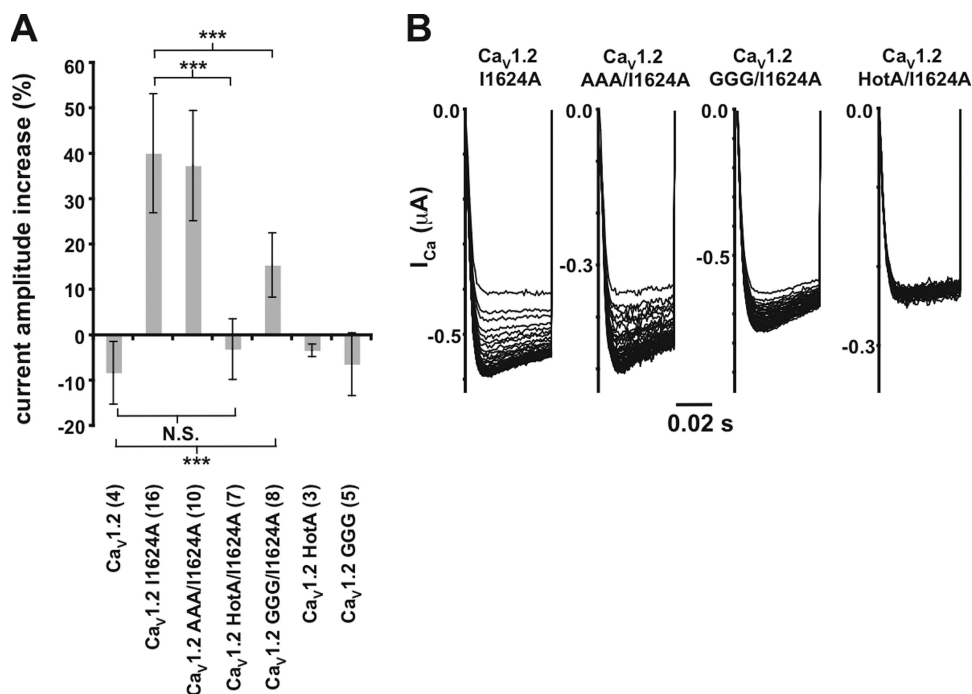 A
***
***
60
50
40
30
20
10
0
-10
-20
current amplitude increase (%)
N.S.
***
CaV1.2 (4)
CaV1.2 I1624A (16)
CaV1.2 AAA/I1624A (10)
CaV1.2 HotA/I1624A (7)
CaV1.2 GGG/I1624A (8)
CaV1.2 HotA (3)
CaV1.2 GGG (5)
B
CaV1.2
I1624A
CaV1.2
AAA/I1624A
CaV1.2
GGG/I1624A
CaV1.2
HotA/I1624A
ICa (µA)
0.0
-0.5
0.0
-0.3
0.0
-0.5
0.0
-0.3
0.02 s